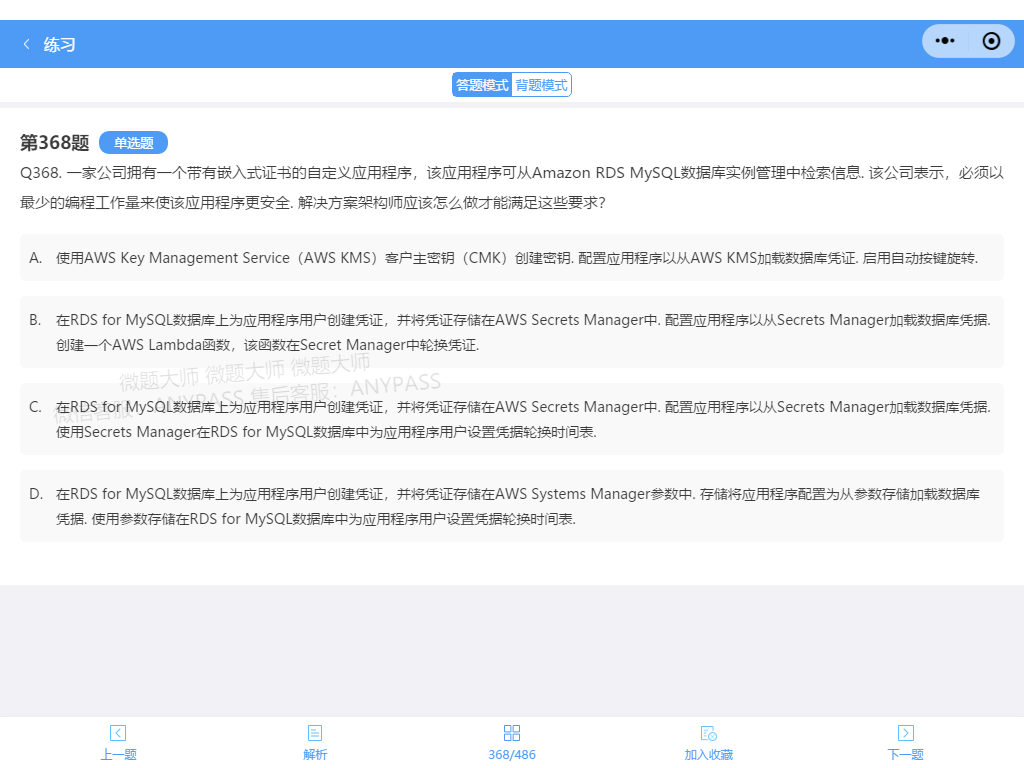 练习
答题模式 背题模式
第368题 单选题
Q368. 一家公司拥有一个带有嵌入式证书的自定义应用程序，该应用程序可从Amazon RDS MySQL数据库实例管理中检索信息. 该公司表示，必须以
最少的编程工作量来使该应用程序更安全. 解决方案架构师应该怎么做才能满足这些要求?
A. 使用AWS Key Management Service（AWS KMS）客户主密钥（CMK）创建密钥. 配置应用程序以从AWS KMS加载数据库凭证. 启用自动按键旋转.
B. 在RDS for MySQL数据库上为应用程序用户创建凭证，并将凭证存储在AWS Secrets Manager中. 配置应用程序以从Secrets Manager加载数据库凭据.
创建一个AWS Lambda函数，该函数在Secret Manager中轮换凭证.
微题大师 微题大师 微题大师
微信客服：ANYPASS 售后客服：ANYPASS
C. 在RDS for MySQL数据库上为应用程序用户创建凭证，并将凭证存储在AWS Secrets Manager中. 配置应用程序以从Secrets Manager加载数据库凭据.
使用Secrets Manager在RDS for MySQL数据库中为应用程序用户设置凭据轮换时间表.
D. 在RDS for MySQL数据库上为应用程序用户创建凭证，并将凭证存储在AWS Systems Manager参数中. 存储将应用程序配置为从参数存储加载数据库
凭据. 使用参数存储在RDS for MySQL数据库中为应用程序用户设置凭据轮换时间表.
上一题 解析 368/486 加入收藏 下一题